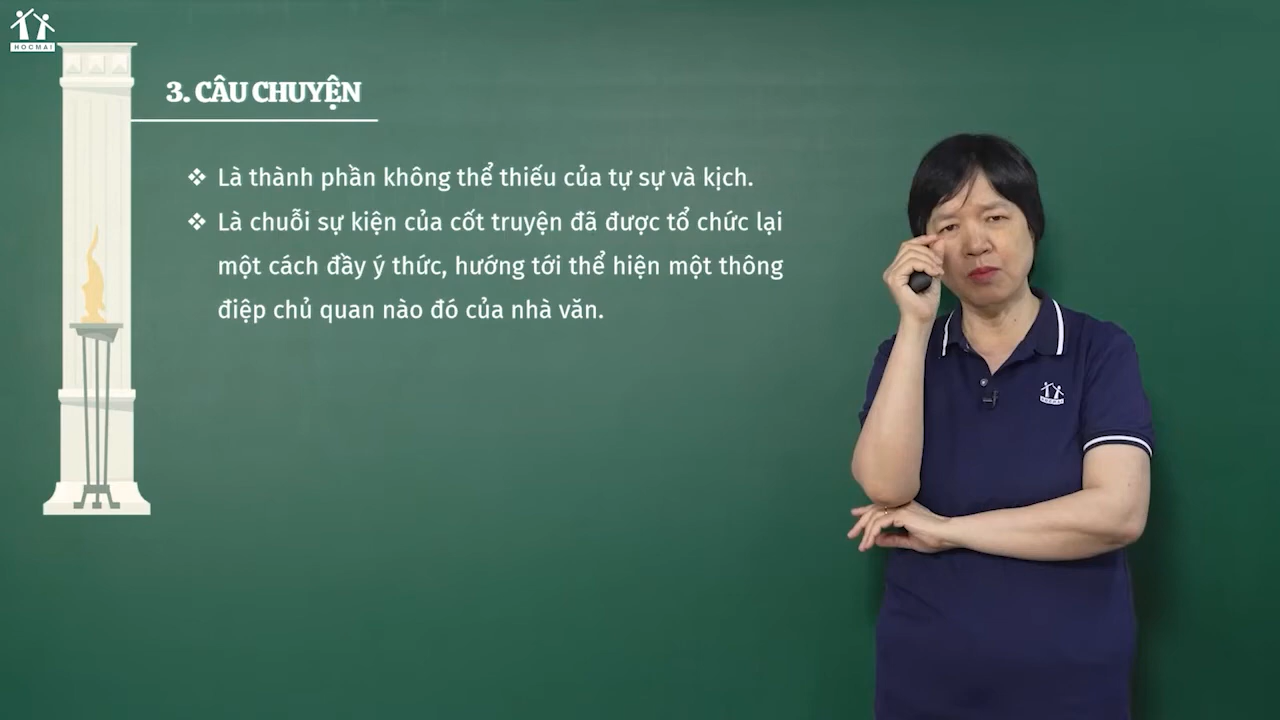 HOCMAI
3. CÂU CHUYỆN
❖ Là thành phần không thể thiếu của tự sự và kịch.
❖ Là chuỗi sự kiện của cốt truyện đã được tổ chức lại
một cách đầy ý thức, hướng tới thể hiện một thông
điệp chủ quan nào đó của nhà văn.
HOCMAI